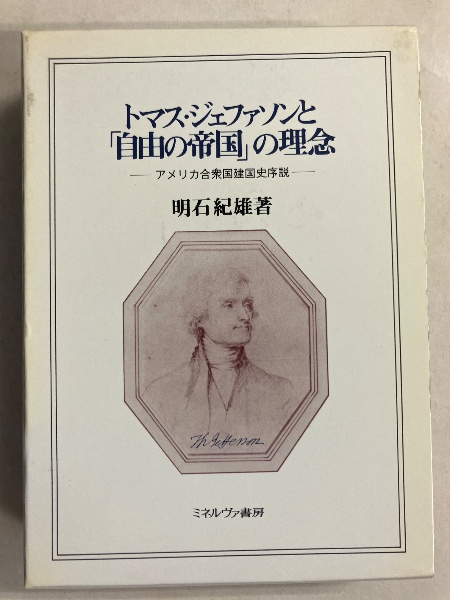 トマス・ジェファソンと
「自由の帝国」の理念
― アメリカ合衆国建国史序説 ―
明石紀雄著
Th Jefferson
ミネルヴァ書房